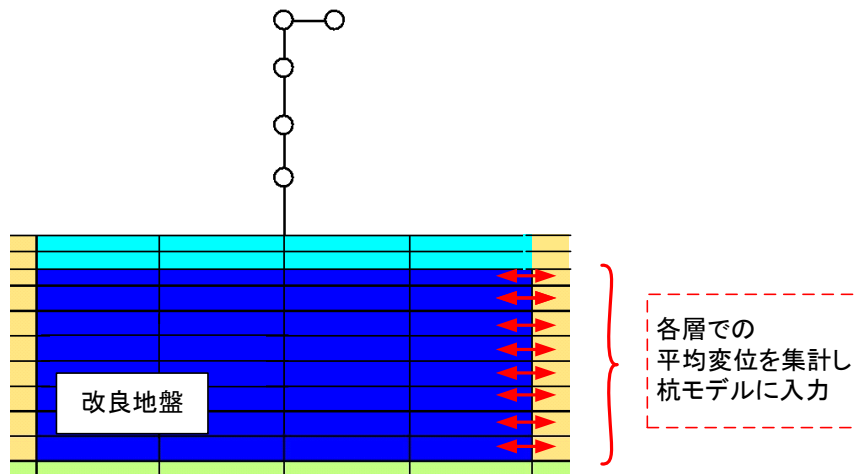 改良地盤
各層での
平均変位を集計し
杭モデルに入力